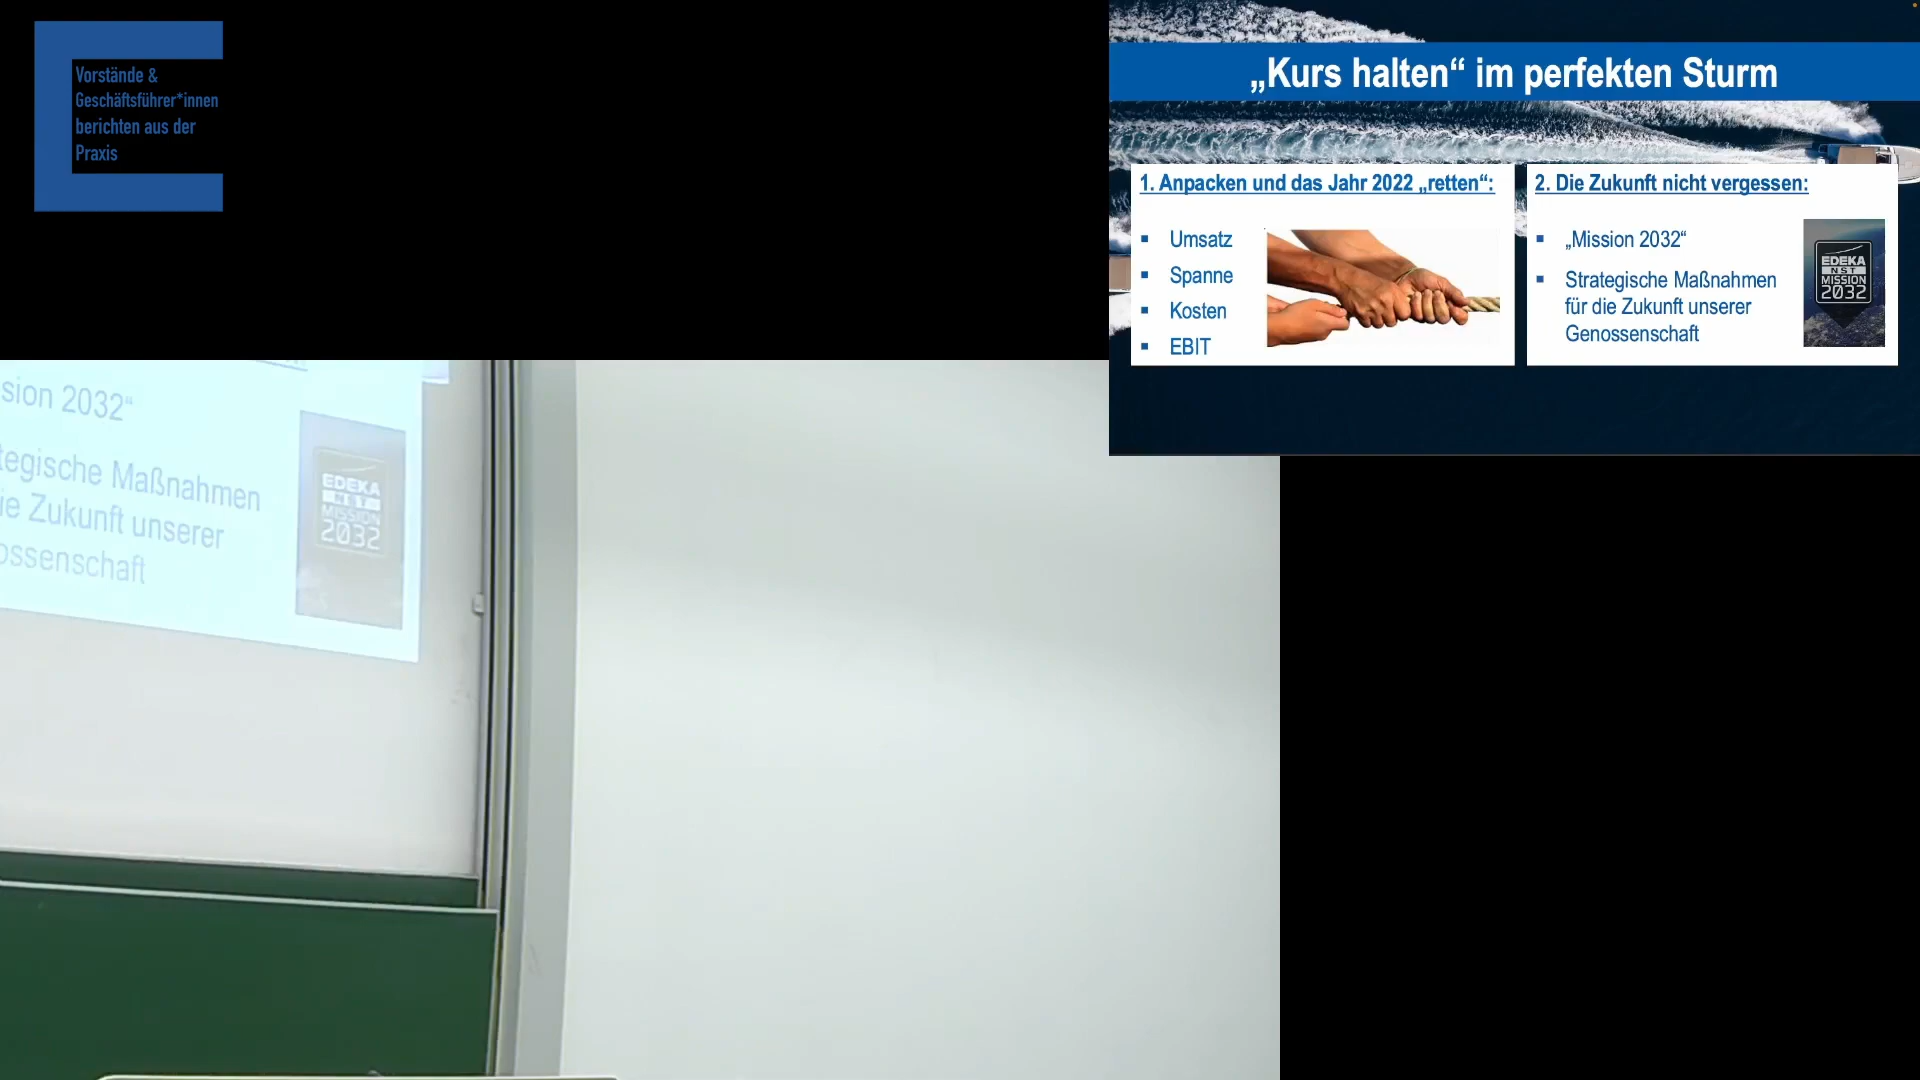 Vorstände &
Geschäftsführer*innen
berichten aus der
Praxis
„Kurs halten“ im perfekten Sturm
1. Anpacken und das Jahr 2022 „retten“:
▪ Umsatz
▪ Spanne
▪ Kosten
▪ EBIT
2. Die Zukunft nicht vergessen:
▪ „Mission 2032“
▪ Strategische Maßnahmen
für die Zukunft unserer
Genossenschaft
EDEKA
NST
MISSION
2032
sion 2032“
tegische Maßnahmen
ie Zukunft unserer
ossenschaft
EDEKA
NST
MISSION
2032